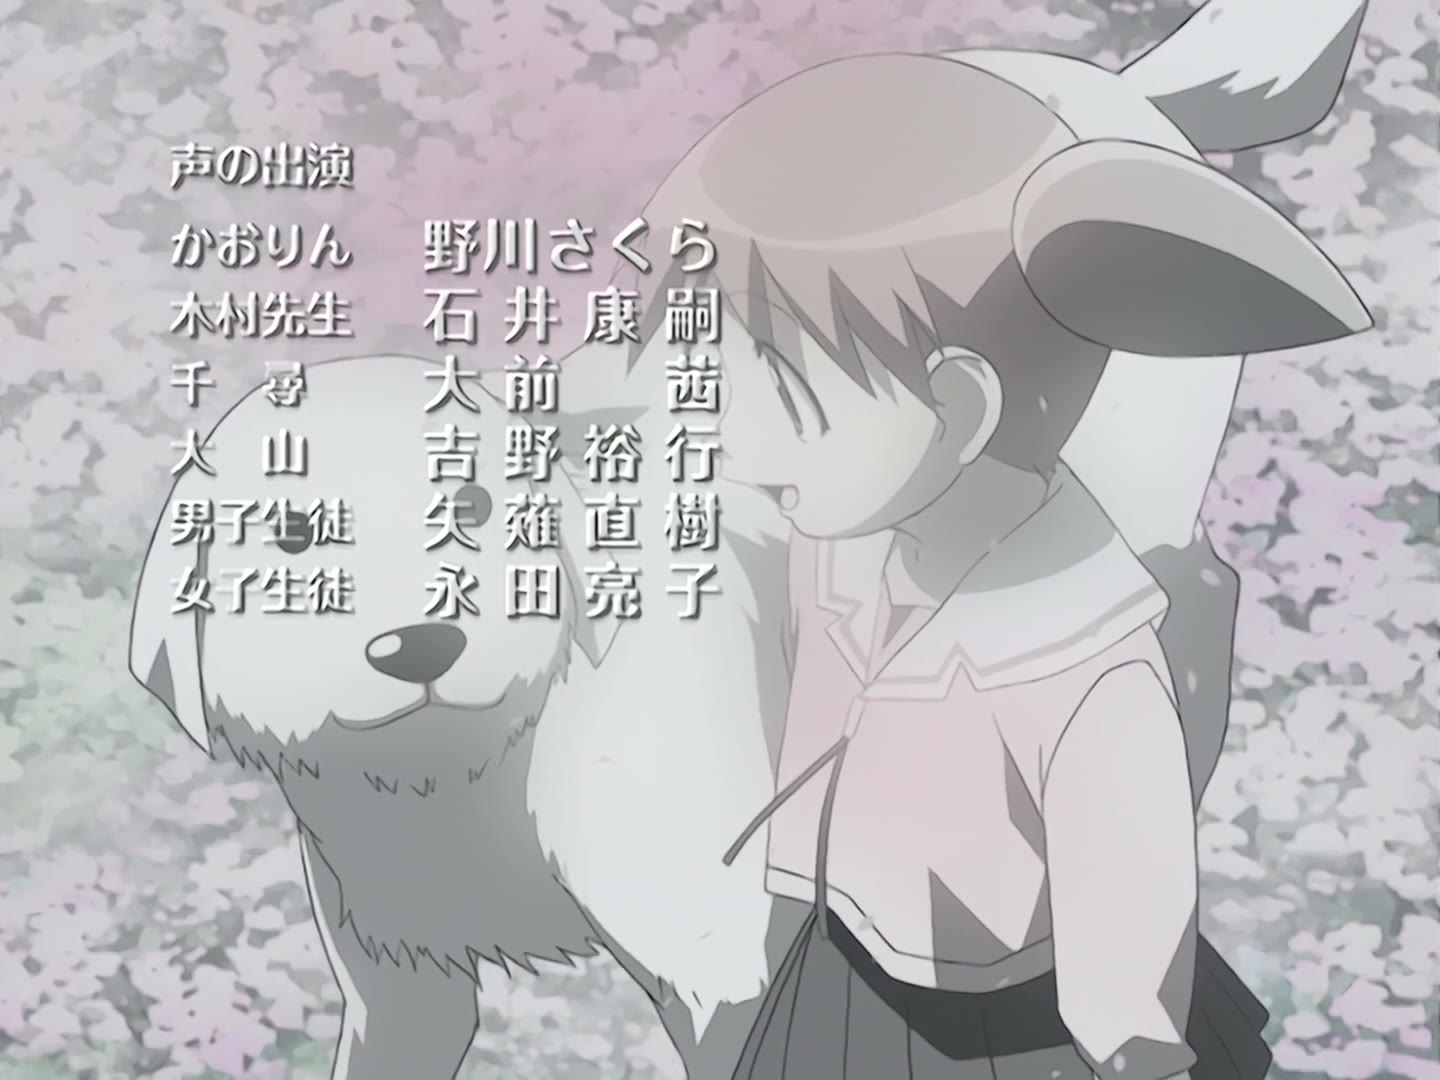 声の出演
かおりん 野川さくら
木村先生 石井康嗣
千尋 大前茜
大山 吉野裕行
男子生徒 矢薙直樹
女子生徒 永田亮子